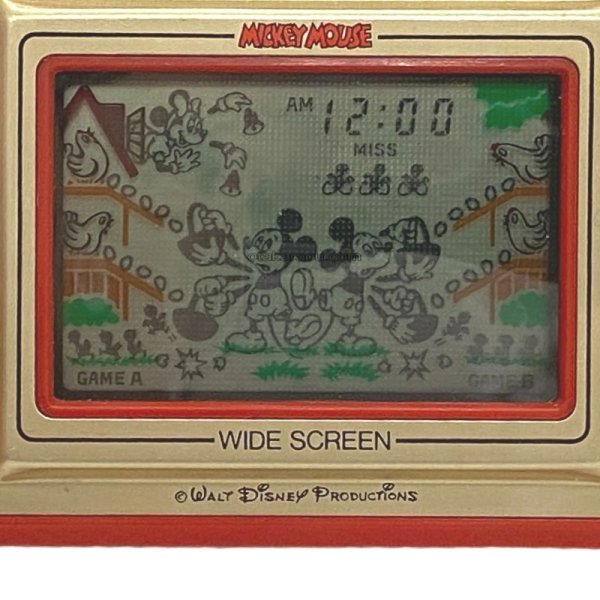 MICKEY MOUSE
AM 12:00
MISS
GAME A
GAME B
WIDE SCREEN
© WALT DISNEY PRODUCTIONS